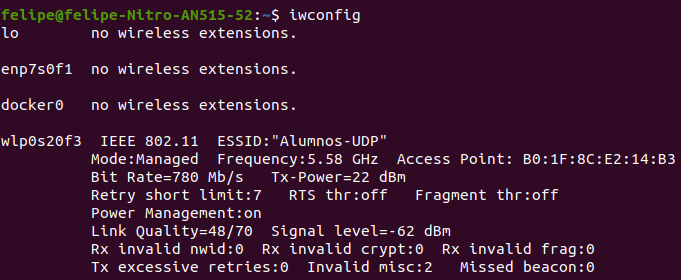 felipe@felipe-Nitro-AN515-52:~$ iwconfig
lo        no wireless extensions.
enp7s0f1  no wireless extensions.
docker0   no wireless extensions.
wlp0s20f3  IEEE 802.11  ESSID:"Alumnos-UDP"
Mode:Managed  Frequency:5.58 GHz  Access Point: B0:1F:8C:E2:14:B3
Bit Rate=780 Mb/s   Tx-Power=22 dBm
Retry short limit:7   RTS thr:off   Fragment thr:off
Power Management:on
Link Quality=48/70  Signal level=-62 dBm
Rx invalid nwid:0  Rx invalid crypt:0  Rx invalid frag:0
Tx excessive retries:0  Invalid misc:2   Missed beacon:0